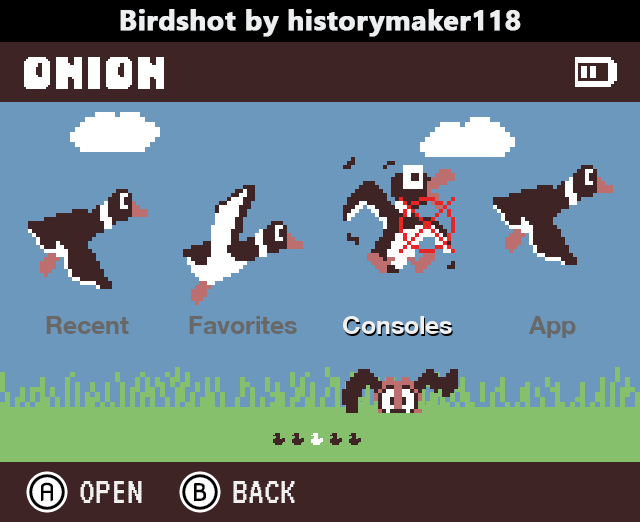 Birdshot by historymaker118
ONION
Recent Favorites Consoles App
A OPEN B BACK